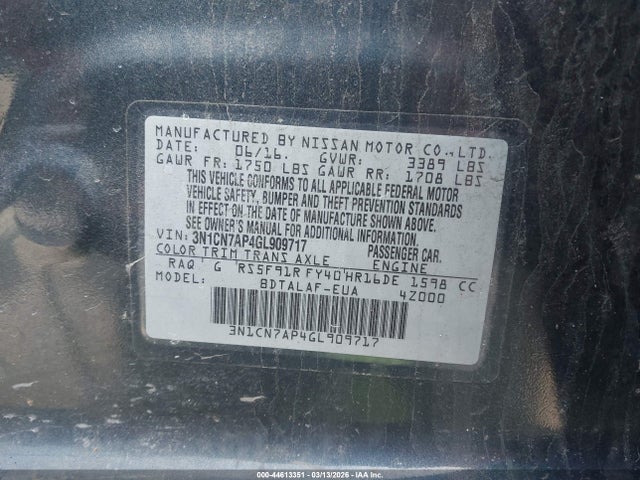 MANUFACTURED BY NISSAN MOTOR CO.,LTD.
DATE: 06/16. GVWR: 3389 LBS
GAWR FR: 1750 LBS GAWR RR: 1708 LBS
THIS VEHICLE CONFORMS TO ALL APPLICABLE FEDERAL MOTOR
VEHICLE SAFETY, BUMPER AND THEFT PREVENTION STANDARDS
IN EFFECT ON THE DATE OF MANUFACTURE SHOWN ABOVE.
SEE OWNER'S MANUAL OR FOR ADDITIONAL INFORMATION.
VIN: 3N1CN7AP4GL909717 PASSENGER CAR.
COLOR TRIM TRANS AXLE ENGINE
RAQ G RS5F91R FY40 HR16DE 1598 CC
MODEL: BDTALAF-EUA 4Z000
3N1CN7AP4GL909717
000-44613351 | 03/13/2026 | IAA Inc.